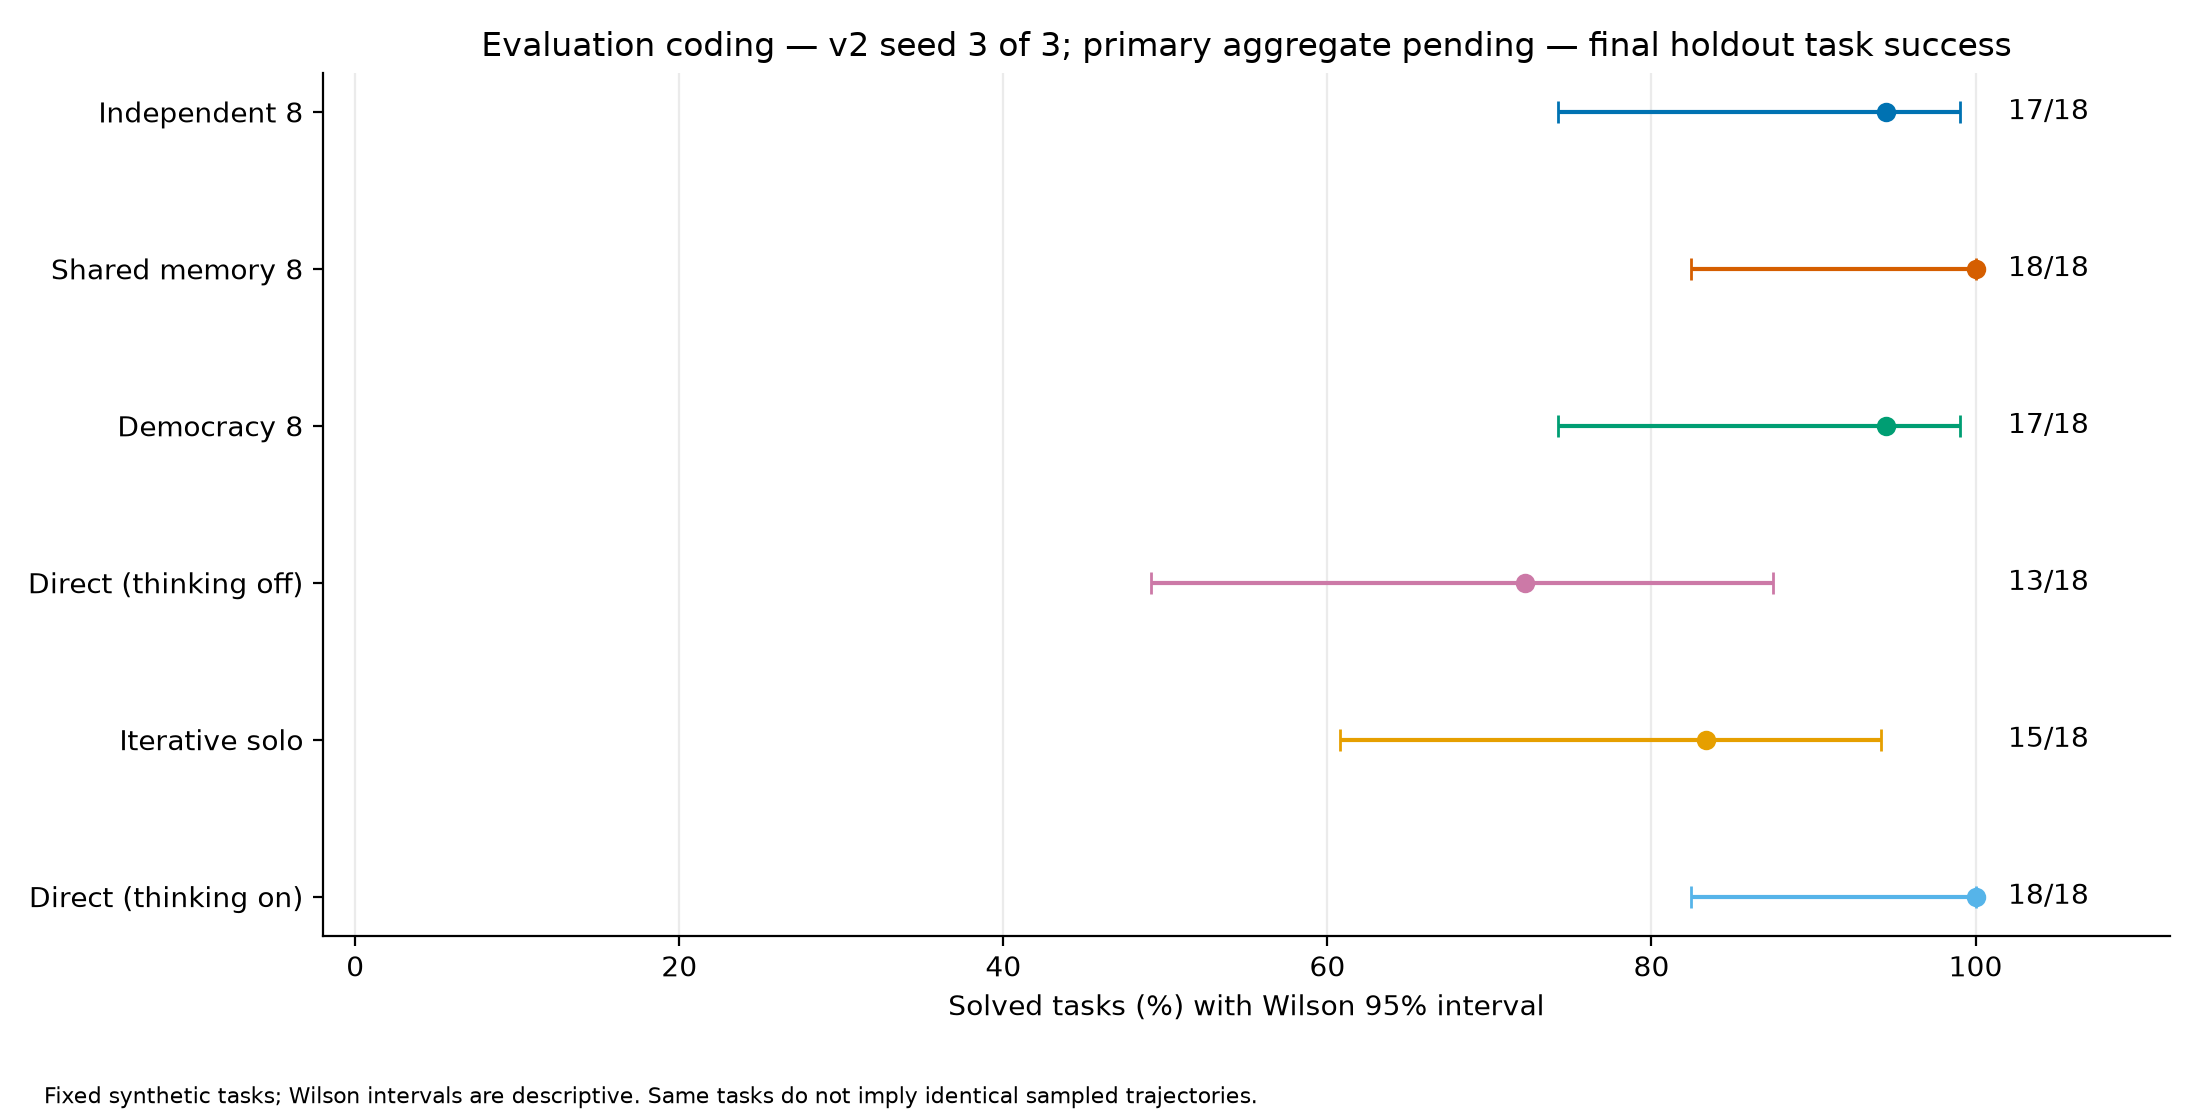 Evaluation coding — v2 seed 3 of 3; primary aggregate pending — final holdout task success
Independent 8
17/18
Shared memory 8
18/18
Democracy 8
17/18
Direct (thinking off)
13/18
Iterative solo
15/18
Direct (thinking on)
18/18
0 20 40 60 80 100
Solved tasks (%) with Wilson 95% interval
Fixed synthetic tasks; Wilson intervals are descriptive. Same tasks do not imply identical sampled trajectories.